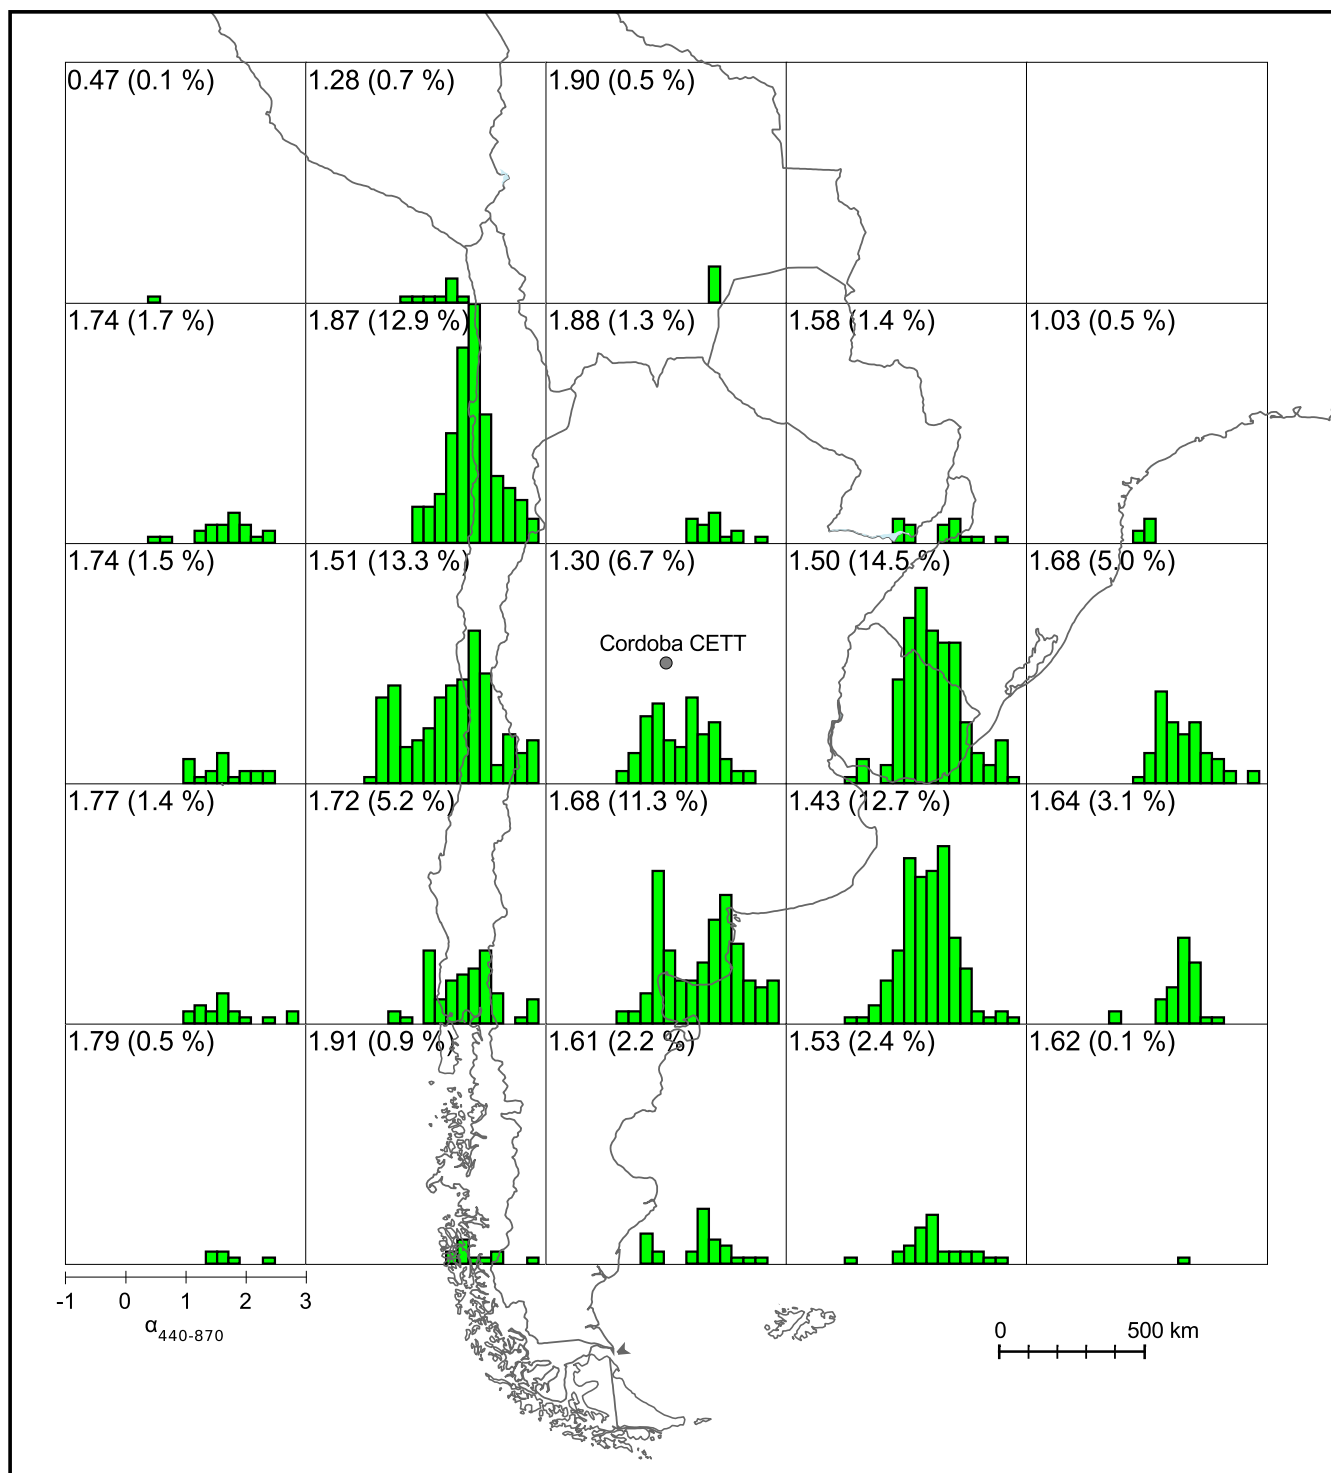 0.47 (0.1 %) 1.28 (0.7 %) 1.90 (0.5 %)
1.74 (1.7 %) 1.87 (12.9 %) 1.88 (1.3 %) 1.58 (1.4 %) 1.03 (0.5 %)
1.74 (1.5 %) 1.51 (13.3 %) 1.30 (6.7 %) 1.50 (14.5 %) 1.68 (5.0 %)
Cordoba CETT
1.77 (1.4 %) 1.72 (5.2 %) 1.68 (11.3 %) 1.43 (12.7 %) 1.64 (3.1 %)
1.79 (0.5 %) 1.91 (0.9 %) 1.61 (2.2 %) 1.53 (2.4 %) 1.62 (0.1 %)
-1 0 1 2 3
α440-870
0 500 km